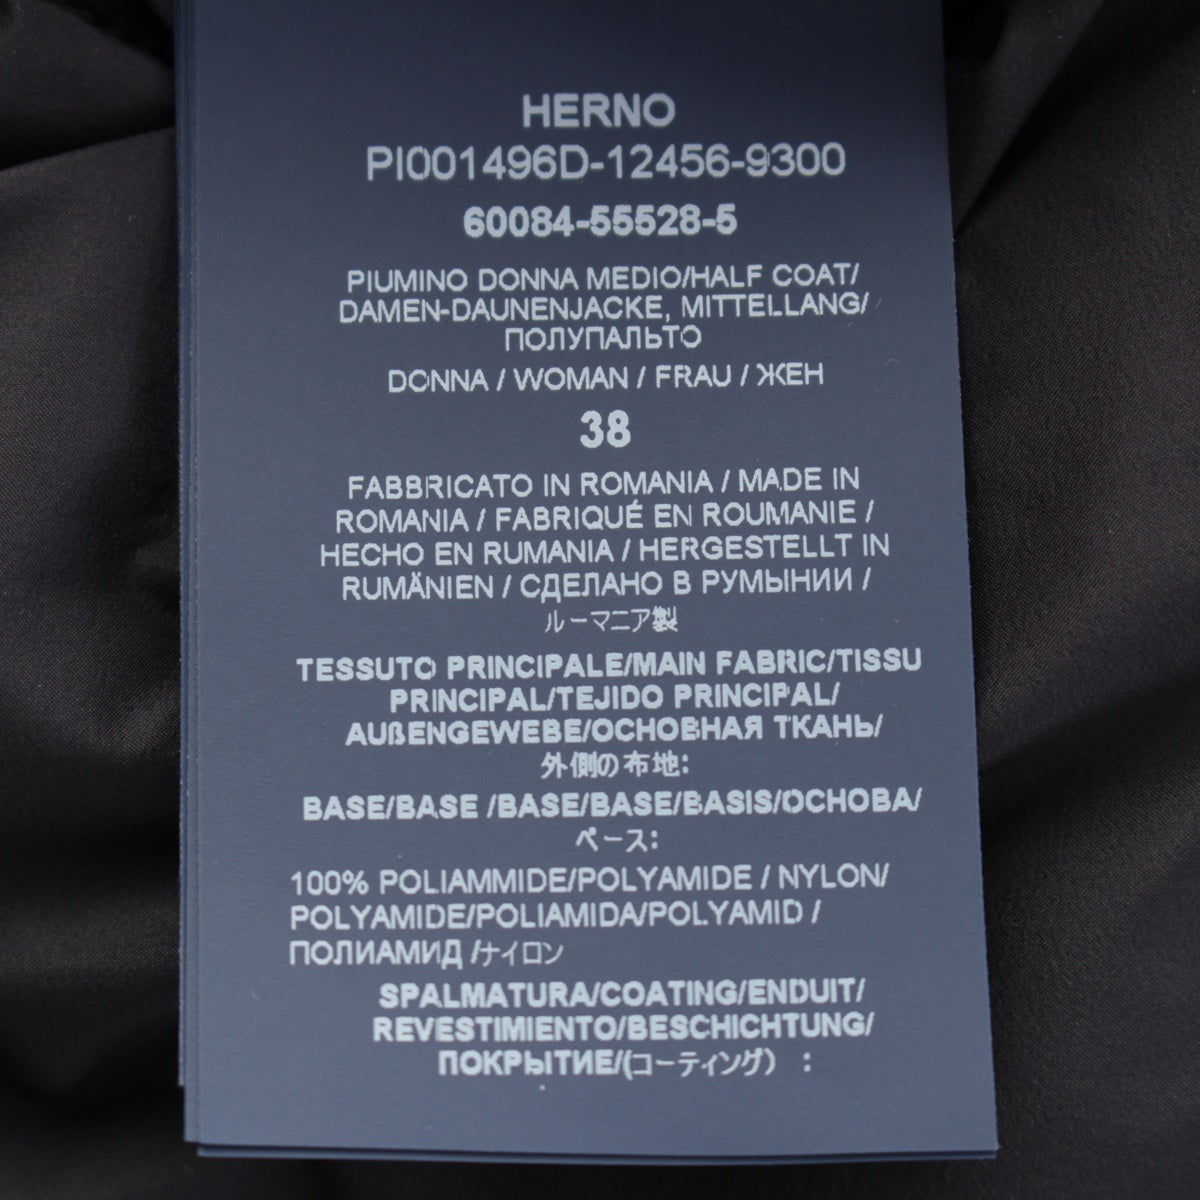 HERNO
PI001496D-12456-9300
60084-55528-5
PIUMINO DONNA MEDIO/HALF COAT/
DAMEN-DAUNENJACKE, MITTELLANG/
ПОЛУПАЛЬТО
DONNA / WOMAN / FRAU / ЖЕН
38
FABBRICATO IN ROMANIA / MADE IN
ROMANIA / FABRIQUÉ EN ROUMANIE /
HECHO EN RUMANIA / HERGESTELLT IN
RUMÄNIEN / СДЕЛАНО В РУМЫНИИ /
ルーマニア製
TESSUTO PRINCIPALE/MAIN FABRIC/TISSU
PRINCIPAL/TEJIDO PRINCIPAL/
AUßENGEWEBE/ОСНОВНАЯ ТКАНЬ/
外側の布地:
BASE/BASE /BASE/BASE/BASIS/ОСНОВА/
ベース:
100% POLIAMMIDE/POLYAMIDE / NYLON/
POLYAMIDE/POLIAMIDA/POLYAMID /
ПОЛИАМИД /ナイロン
SPALMATURA/COATING/ENDUIT/
REVESTIMIENTO/BESCHICHTUNG/
ПОКРЫТИЕ/(コーティング) :